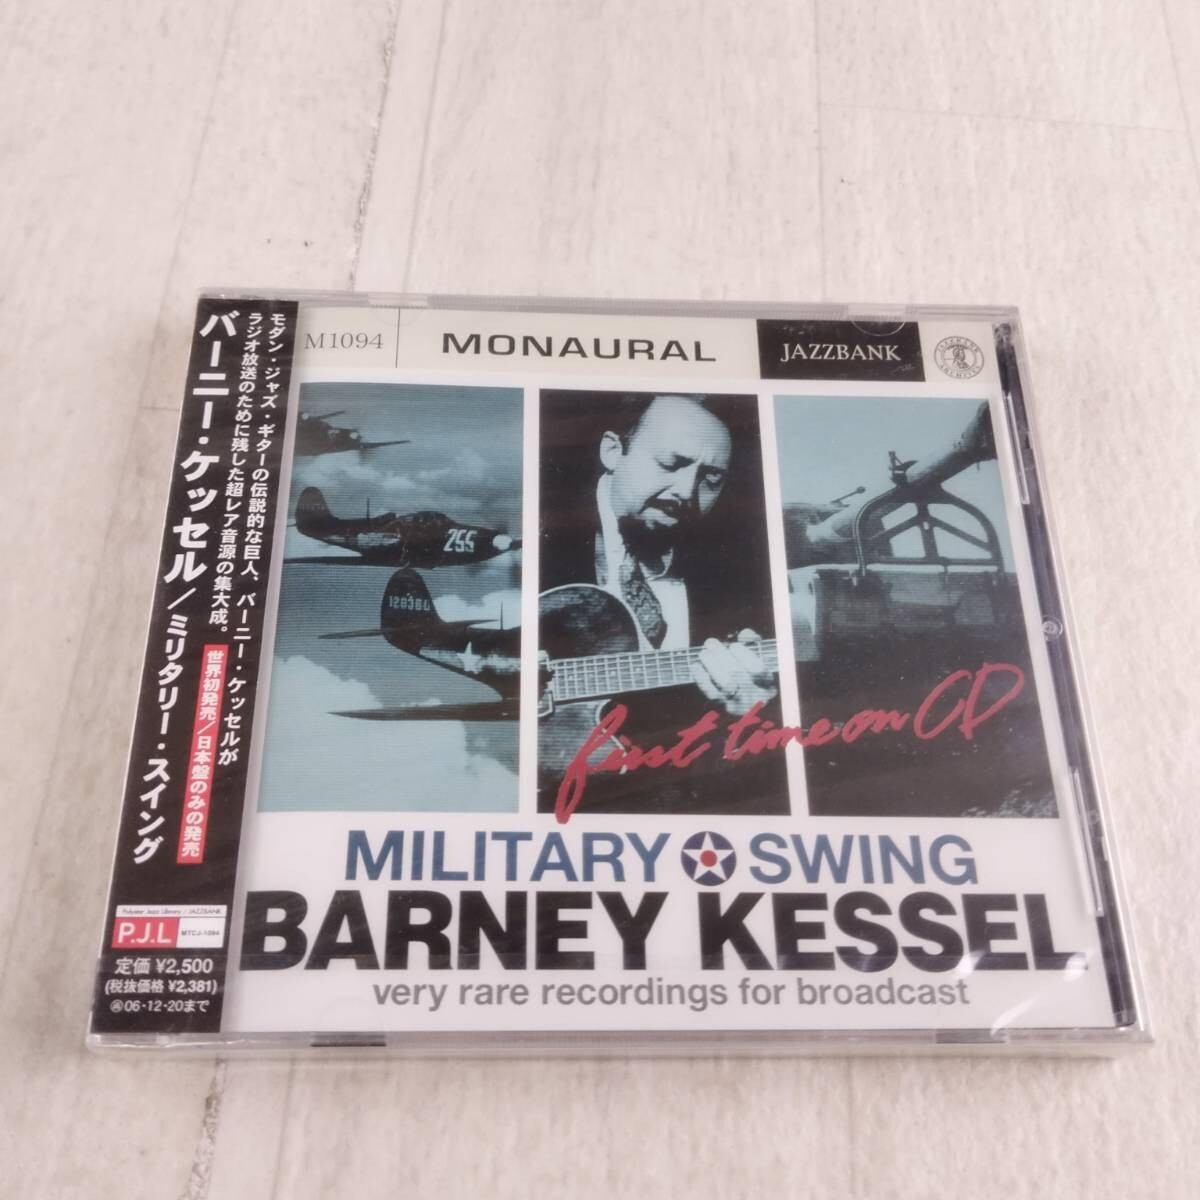 モダン・ジャズ・ギターの伝説的な巨人、バーニー・ケッセルが
ラジオ放送のために残した超レア音源の集大成。
世界初発売/日本盤のみの発売
バーニー・ケッセル/ミリタリー・スイング
Polystar Jazz Library / JAZZBANK
P.J.L
MTCJ-1094
定価 ¥2,500
(税抜価格 ¥2,381)
06・12・20まで
M1094
MONAURAL
JAZZBANK
255
first time on CD
MILITARY SWING
BARNEY KESSEL
very rare recordings for broadcast